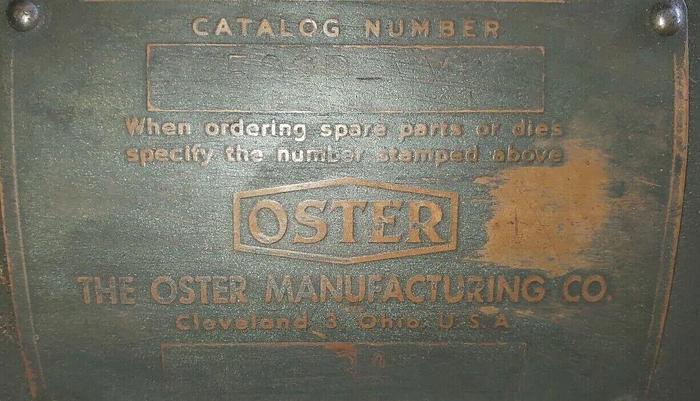 CATALOG NUMBER
When ordering spare parts or dies
specify the number stamped above
OSTER
THE OSTER MANUFACTURING CO.
Cleveland, 3, Ohio, U.S.A